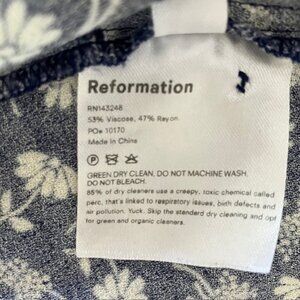 Reformation
RN143248
53% Viscose, 47% Rayon.
PO# 10170
Made in China
P
GREEN DRY CLEAN. DO NOT MACHINE WASH.
DO NOT BLEACH.
85% of dry cleaners use a creepy, toxic chemical called
perc, that's linked to respiratory issues, birth defects and
air pollution. Yuck. Skip the standard dry cleaning and opt
for green and organic cleaners.